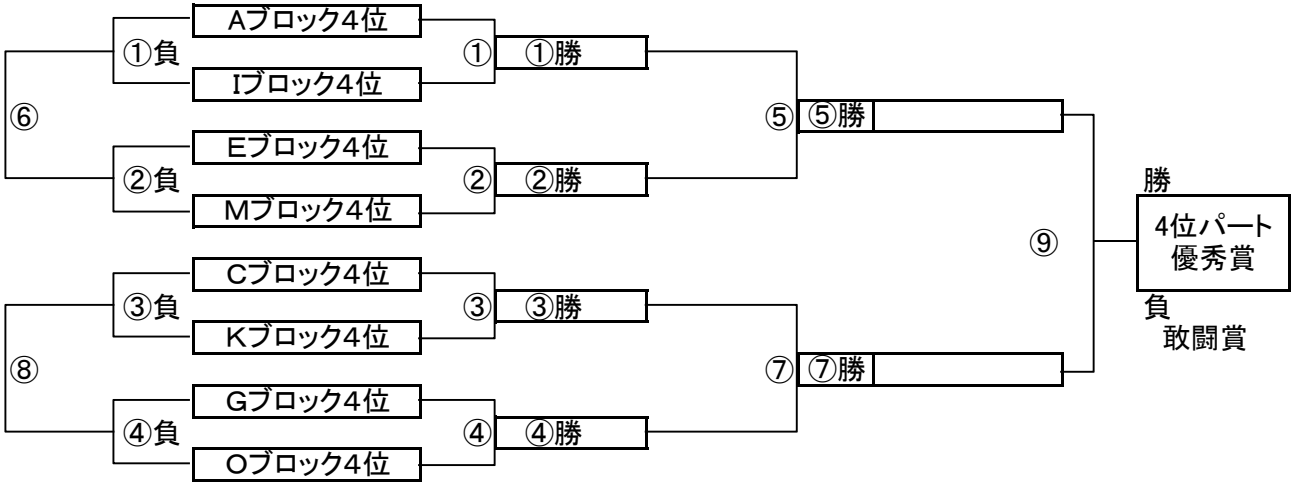 Aブロック4位
①負
①
①勝
Iブロック4位
⑥
⑤
⑤勝
Eブロック4位
②負
②
②勝
Mブロック4位
勝
4位パート
優秀賞
⑨
Cブロック4位
③負
③
③勝
負
敢闘賞
Kブロック4位
⑧
⑦
⑦勝
Gブロック4位
④負
④
④勝
Oブロック4位